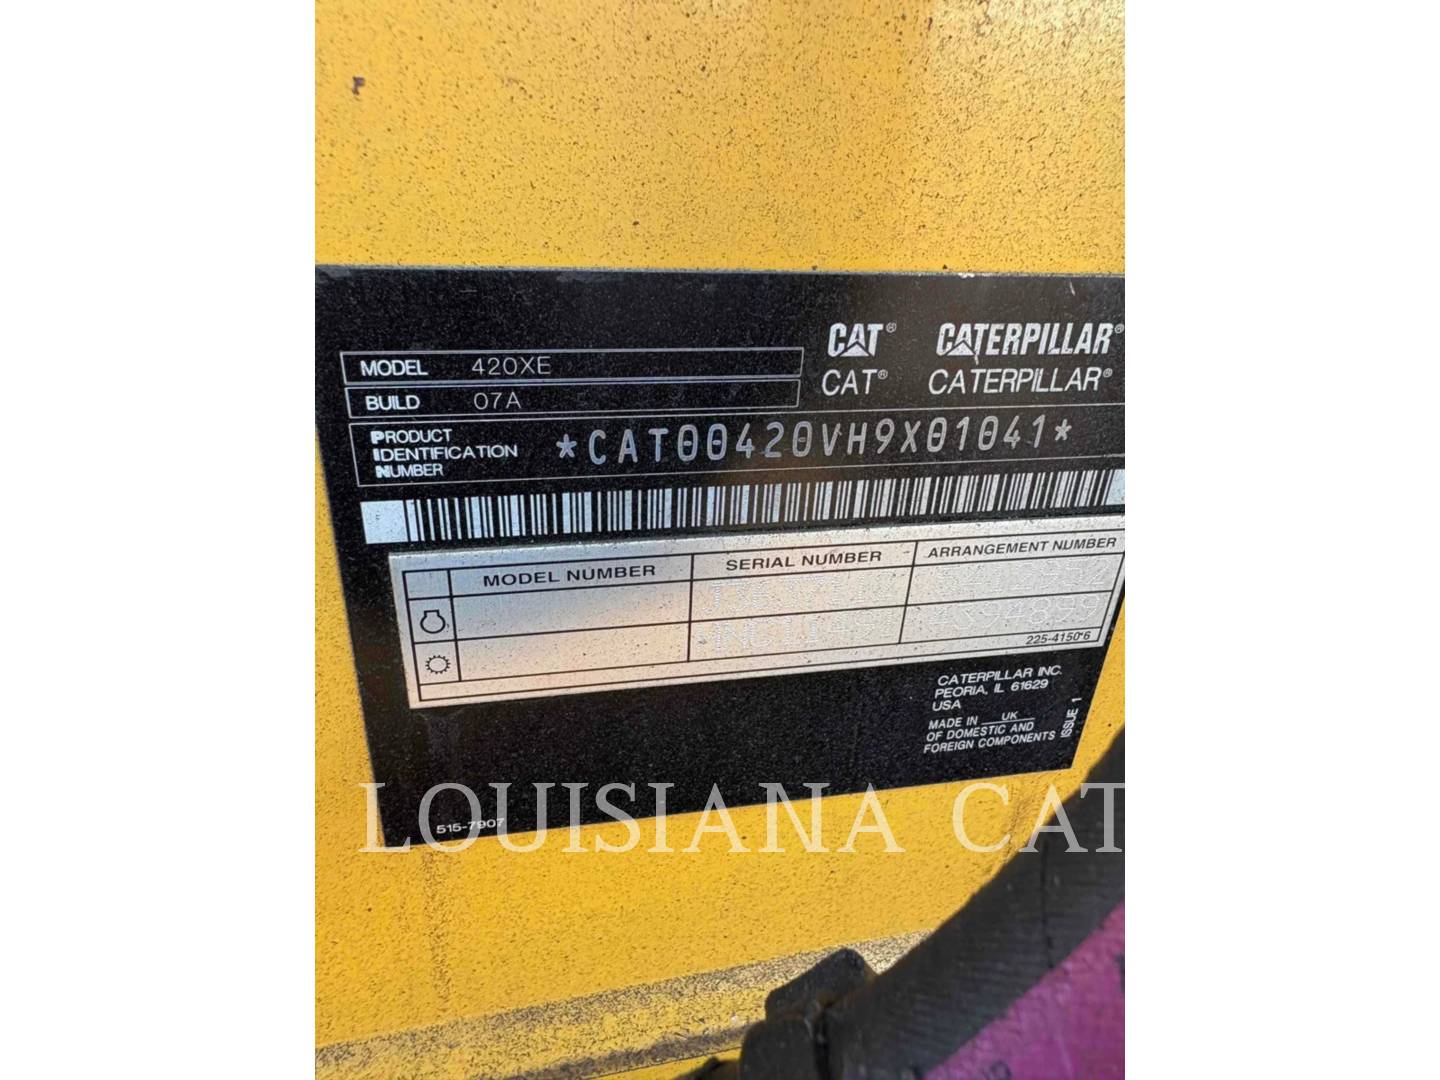 CAT® CATERPILLAR®
CAT® CATERPILLAR®
MODEL 420XE
BUILD 07A
PRODUCT IDENTIFICATION NUMBER *CAT00420VH9X01041*
MODEL NUMBER SERIAL NUMBER ARRANGEMENT NUMBER
4394899
225-4150 6
CATERPILLAR INC.
PEORIA, IL 61629
USA
MADE IN UK
OF DOMESTIC AND
FOREIGN COMPONENTS
ISSUE 1
515-7907
LOUISIANA CAT